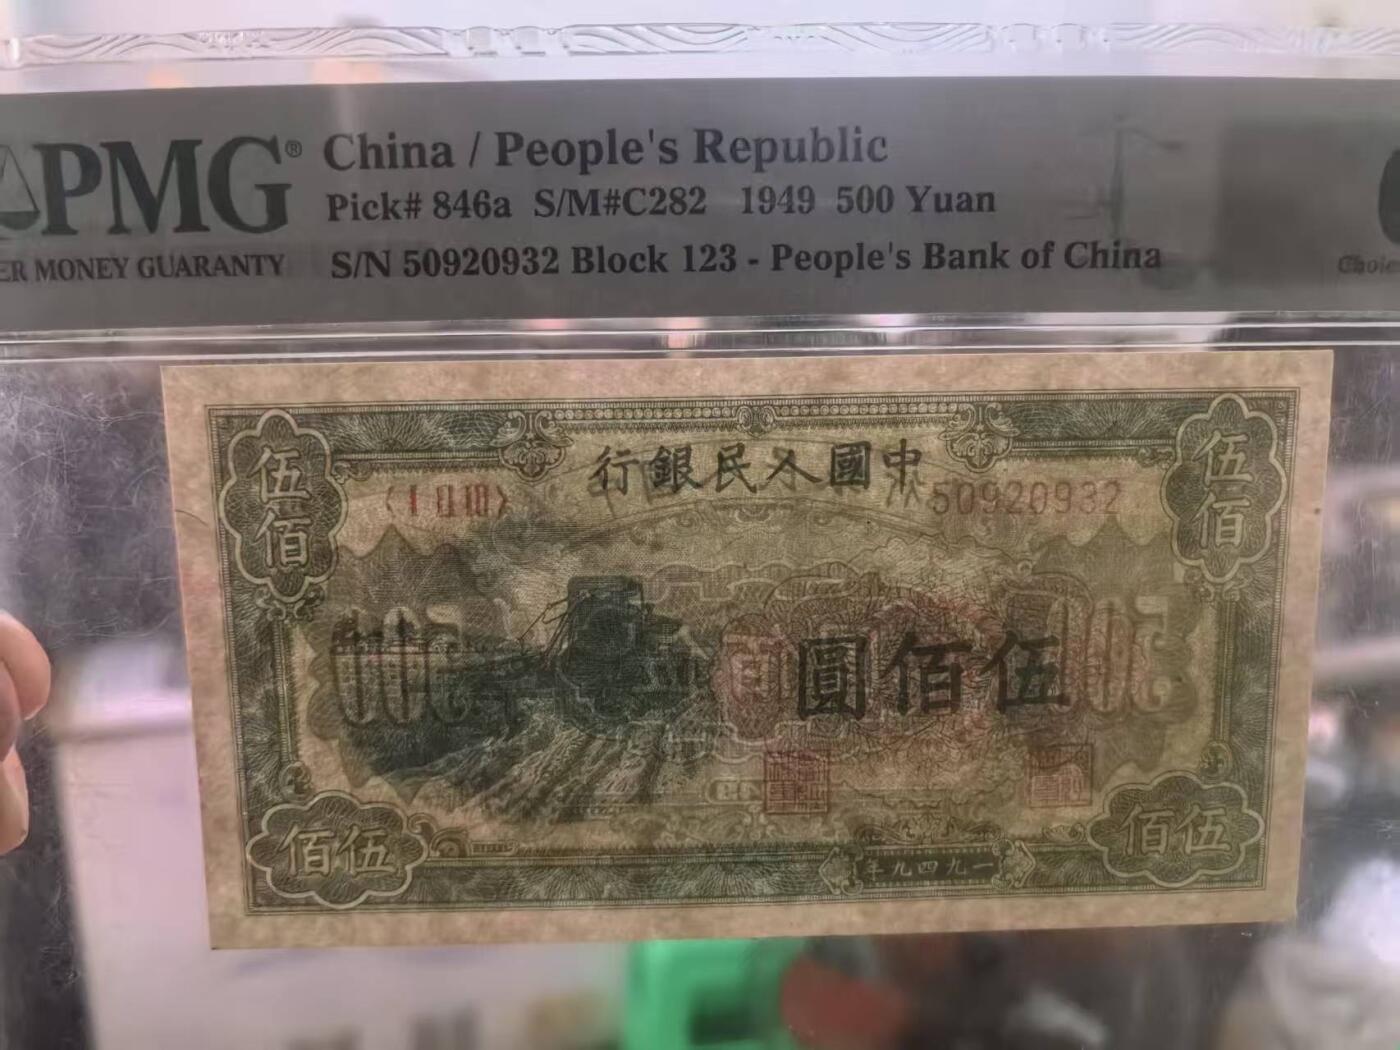 PMG® China / People's Republic
Pick# 846a S/M#C282 1949 500 Yuan
ER MONEY GUARANTY S/N 50920932 Block 123 - People's Bank of China
行銀民人國中
〈I II III〉 50920932
伍佰
伍佰
圓佰伍
佰伍
佰伍
年九四九一